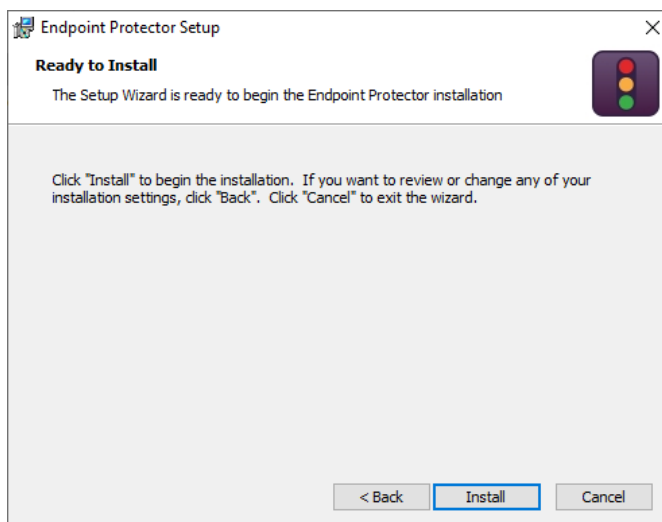 Endpoint Protector Setup
Ready to Install
The Setup Wizard is ready to begin the Endpoint Protector installation
Click "Install" to begin the installation.  If you want to review or change any of your
installation settings, click "Back".  Click "Cancel" to exit the wizard.
< Back
Install
Cancel